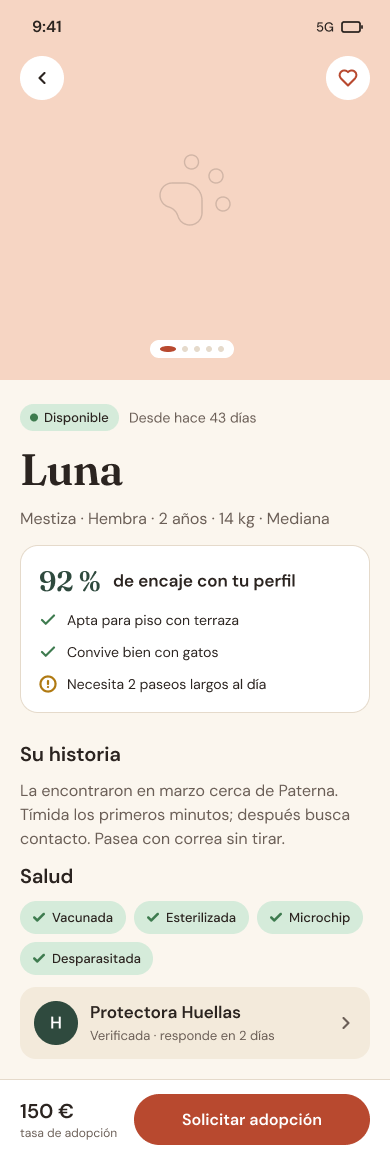 9:41
5G
Disponible
Desde hace 43 días
Luna
Mestiza · Hembra · 2 años · 14 kg · Mediana
92 % de encaje con tu perfil
Apta para piso con terraza
Convive bien con gatos
Necesita 2 paseos largos al día
Su historia
La encontraron en marzo cerca de Paterna.
Tímida los primeros minutos; después busca
contacto. Pasea con correa sin tirar.
Salud
Vacunada
Esterilizada
Microchip
Desparasitada
H
Protectora Huellas
Verificada · responde en 2 días
150 €
tasa de adopción
Solicitar adopción